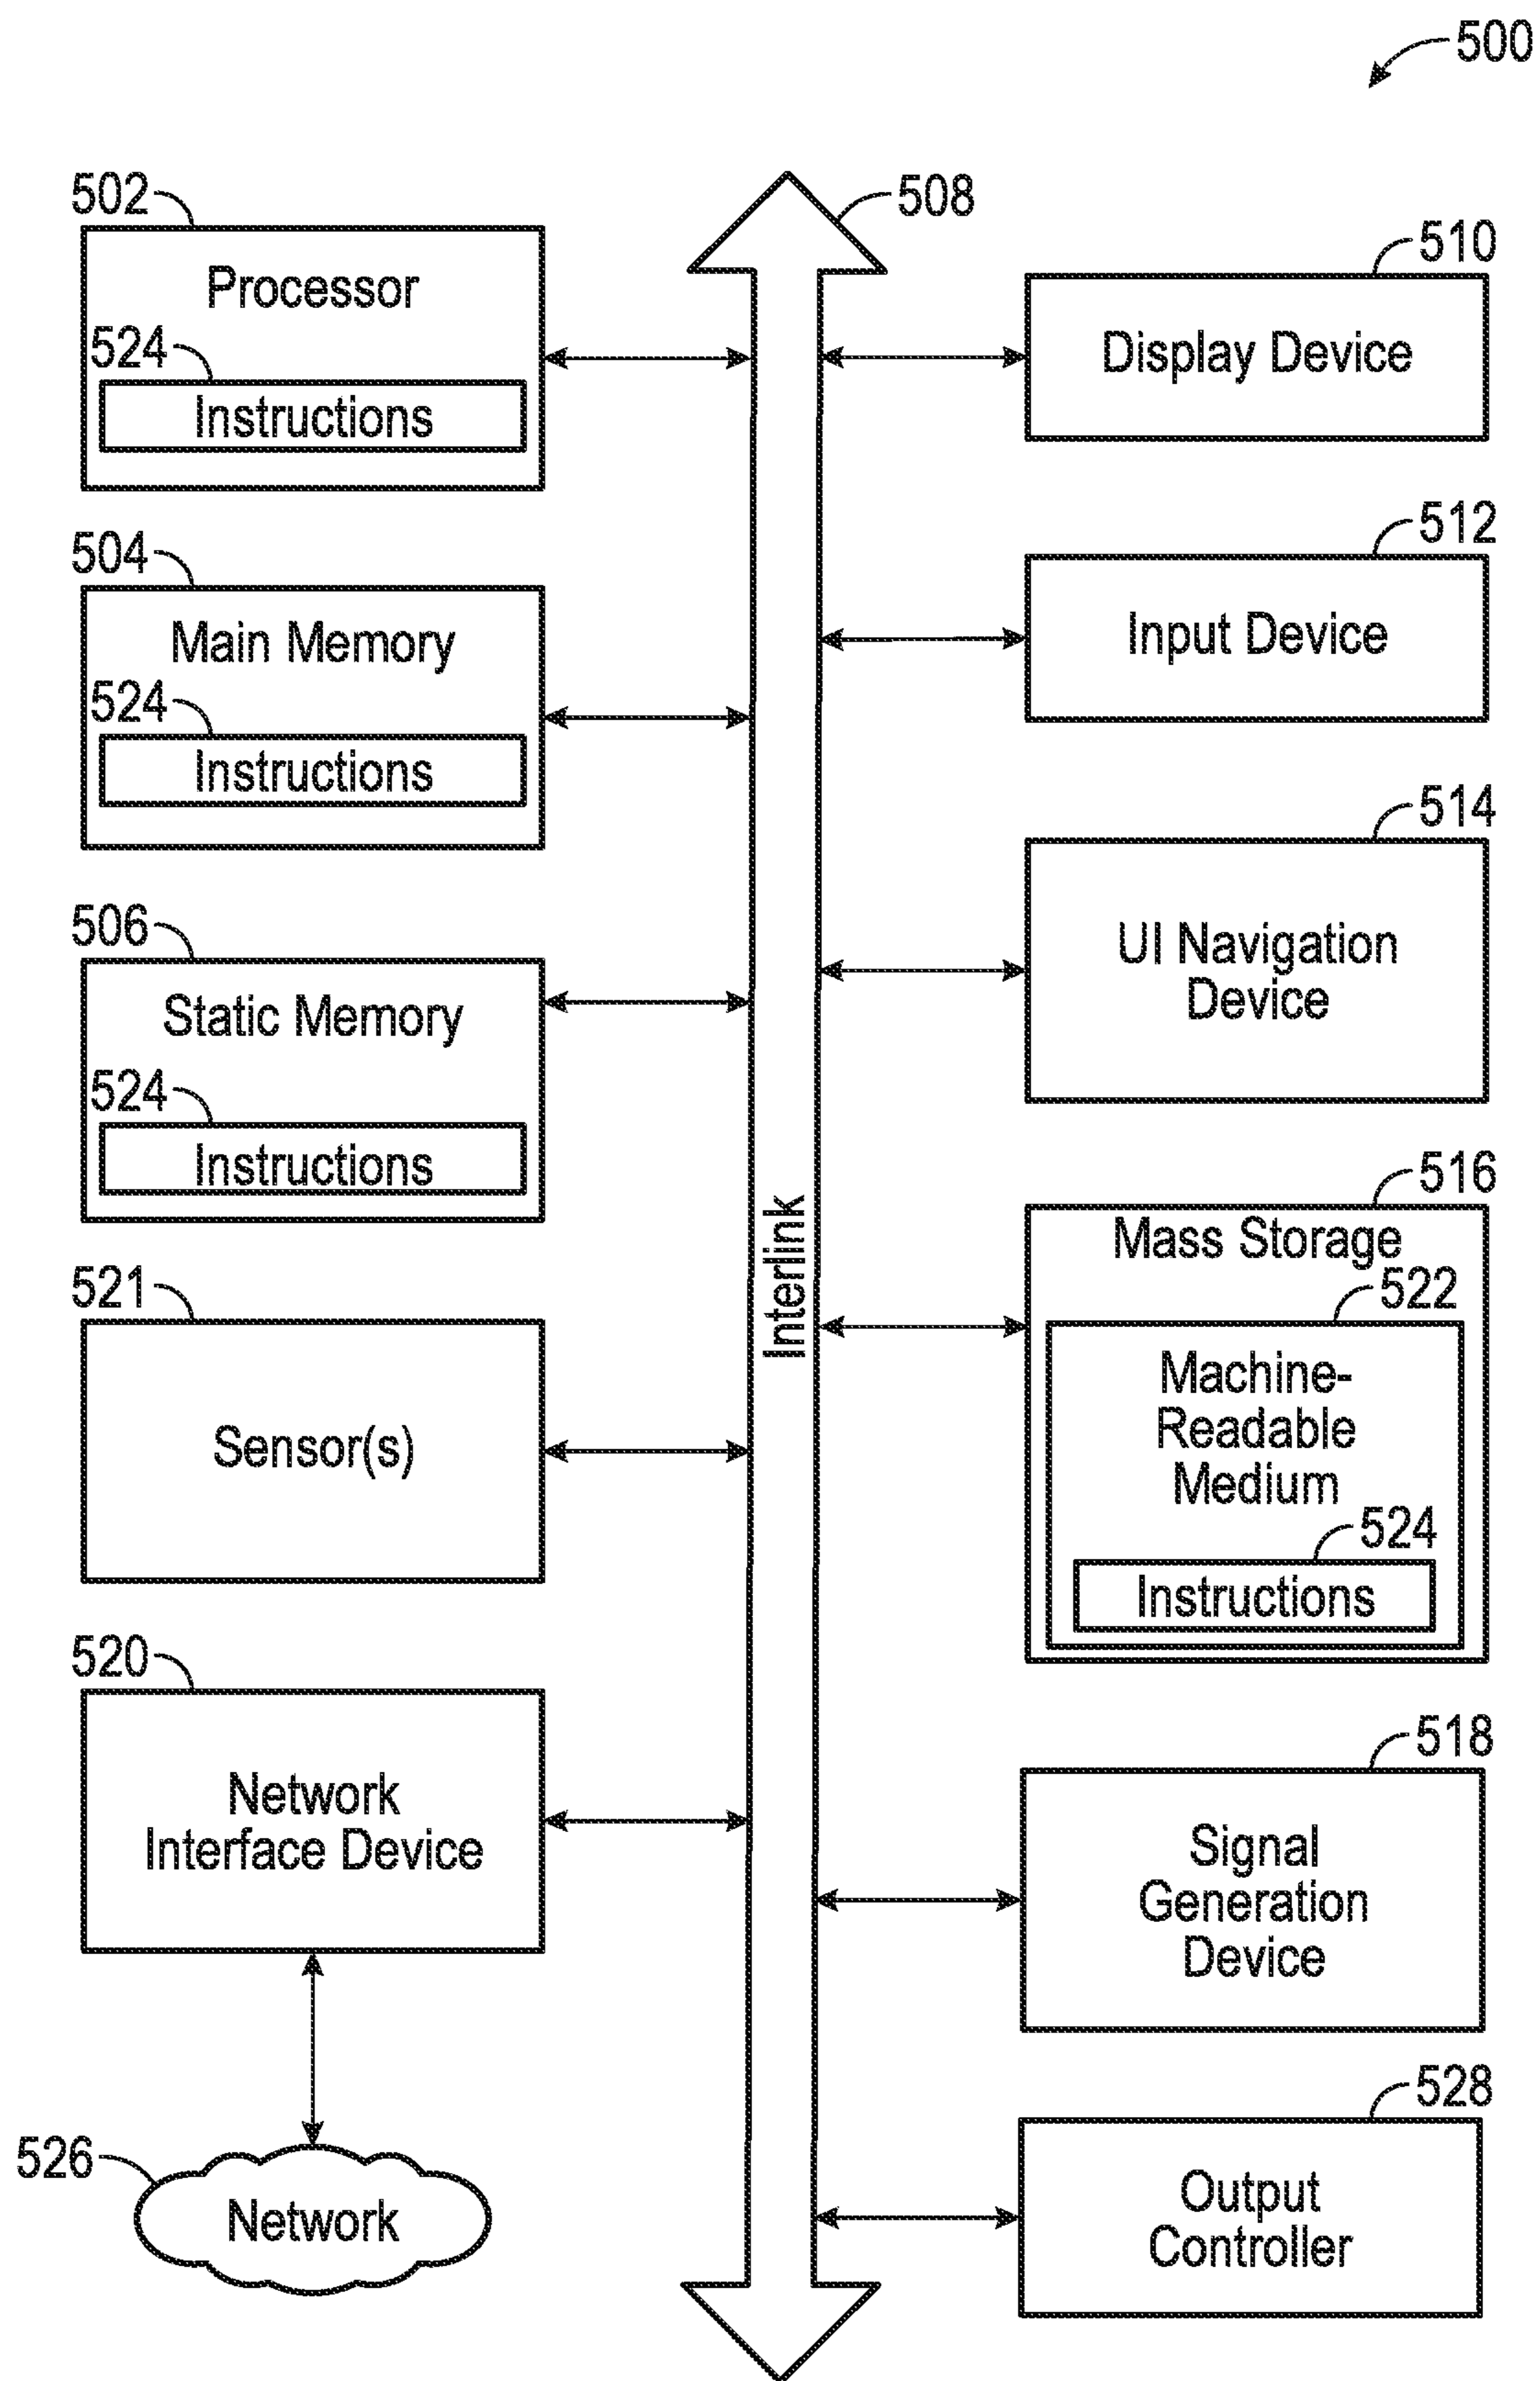 500
502
Processor
524
Instructions
504
Main Memory
524
Instructions
506
Static Memory
524
Instructions
521
Sensor(s)
520
Network
Interface Device
526
Network
508
Interlink
510
Display Device
512
Input Device
514
UI Navigation
Device
516
Mass Storage
522
Machine-
Readable
Medium
524
Instructions
518
Signal
Generation
Device
528
Output
Controller